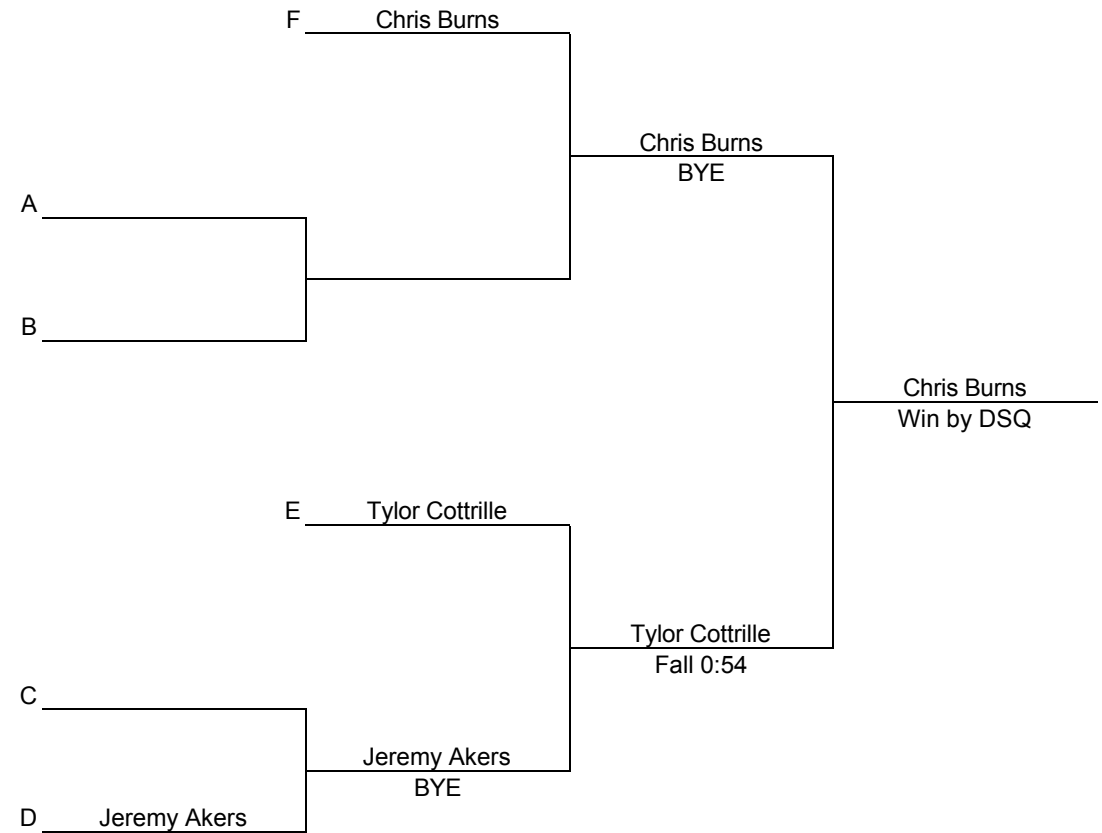 F Chris Burns
Chris Burns
BYE
A
B
Chris Burns
Win by DSQ
E Tylor Cottrille
Tylor Cottrille
Fall 0:54
C
Jeremy Akers
BYE
D Jeremy Akers